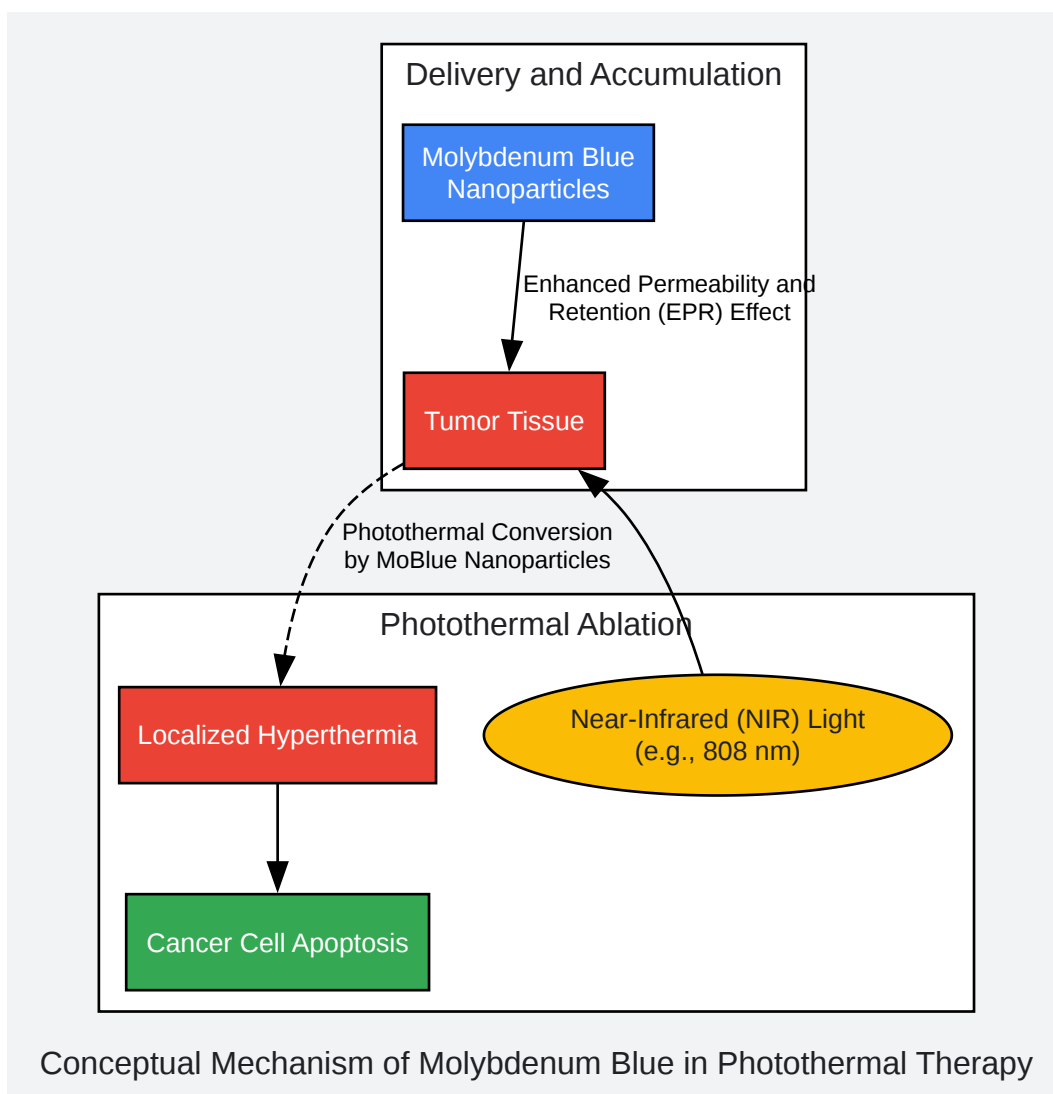 Delivery and Accumulation
Molybdenum Blue
Nanoparticles
Enhanced Permeability and
Retention (EPR) Effect
Tumor Tissue
Photothermal Conversion
by MoBlue Nanoparticles
Photothermal Ablation
Localized Hyperthermia
Near-Infrared (NIR) Light
(e.g., 808 nm)
Cancer Cell Apoptosis
Conceptual Mechanism of Molybdenum Blue in Photothermal Therapy